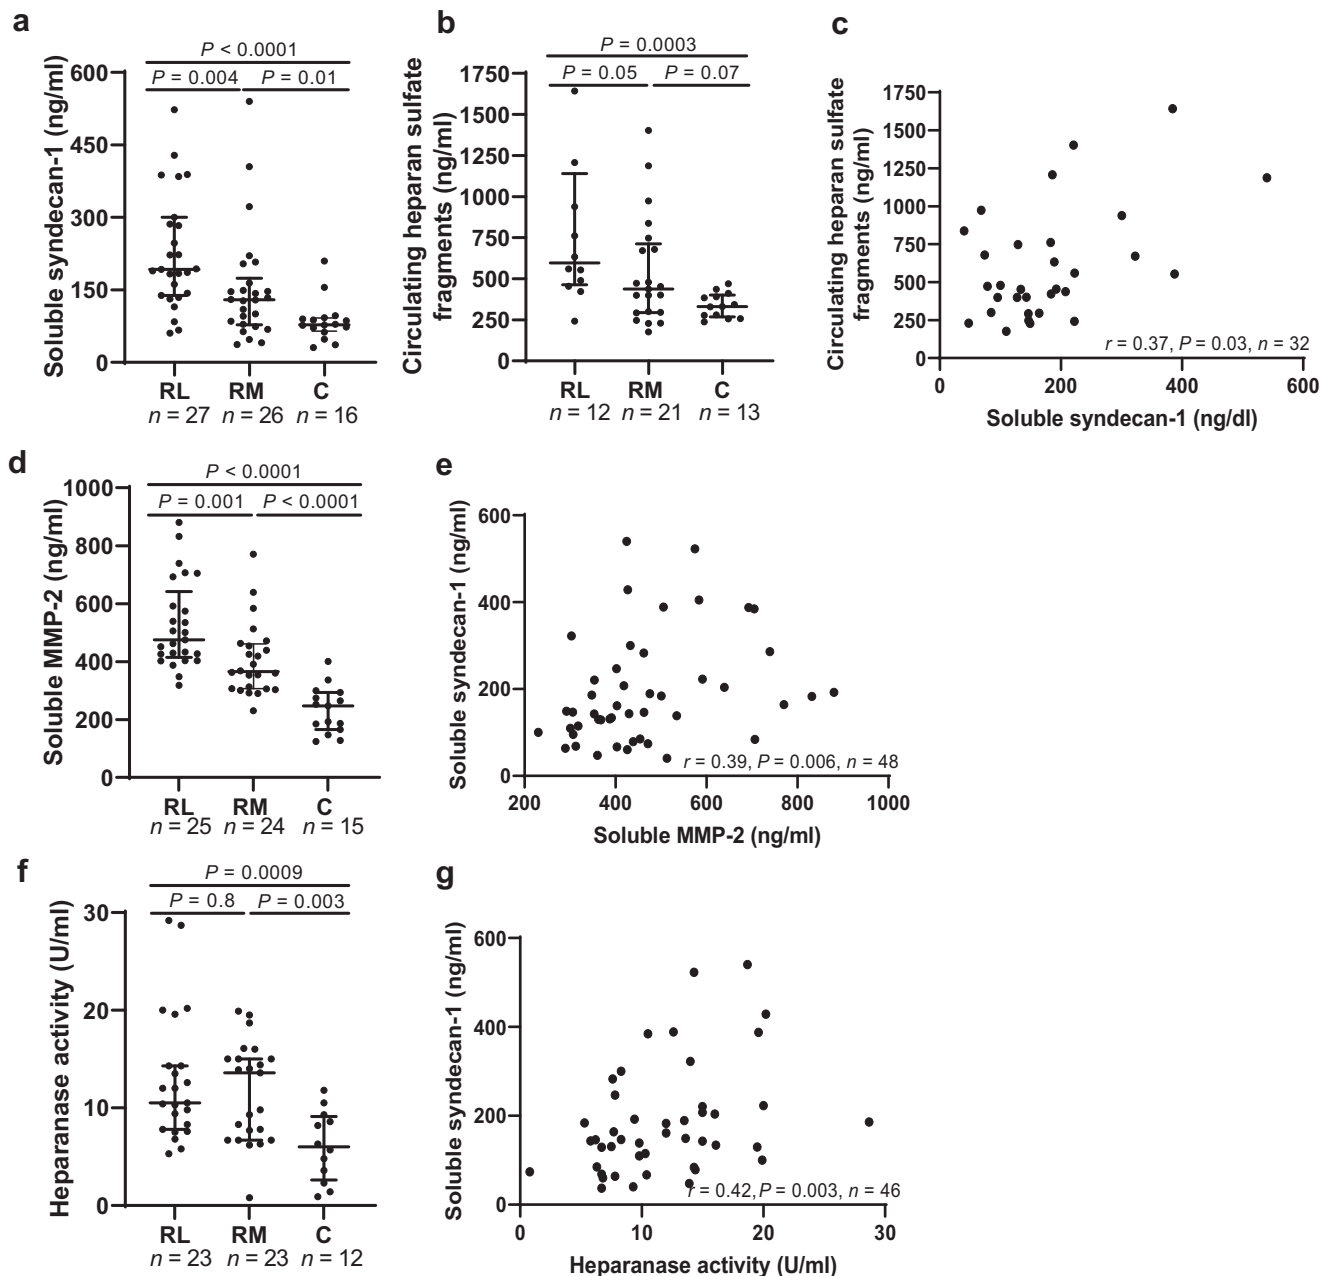 a
P < 0.0001
P = 0.004 P = 0.01
Soluble syndecan-1 (ng/ml)
600
450
300
150
0
RL RM C
n = 27 n = 26 n = 16
b
P = 0.0003
P = 0.05 P = 0.07
Circulating heparan sulfate
fragments (ng/ml)
1750
1500
1250
1000
750
500
250
0
RL RM C
n = 12 n = 21 n = 13
c
Circulating heparan sulfate
fragments (ng/ml)
1750
1500
1250
1000
750
500
250
0
r = 0.37, P = 0.03, n = 32
0 200 400 600
Soluble syndecan-1 (ng/dl)
d
P < 0.0001
P = 0.001 P < 0.0001
Soluble MMP-2 (ng/ml)
1000
800
600
400
200
0
RL RM C
n = 25 n = 24 n = 15
e
Soluble syndecan-1 (ng/ml)
600
400
200
0
r = 0.39, P = 0.006, n = 48
200 400 600 800 1000
Soluble MMP-2 (ng/ml)
f
P = 0.0009
P = 0.8 P = 0.003
Heparanase activity (U/ml)
30
20
10
0
RL RM C
n = 23 n = 23 n = 12
g
Soluble syndecan-1 (ng/ml)
600
400
200
0
r = 0.42, P = 0.003, n = 46
0 10 20 30
Heparanase activity (U/ml)